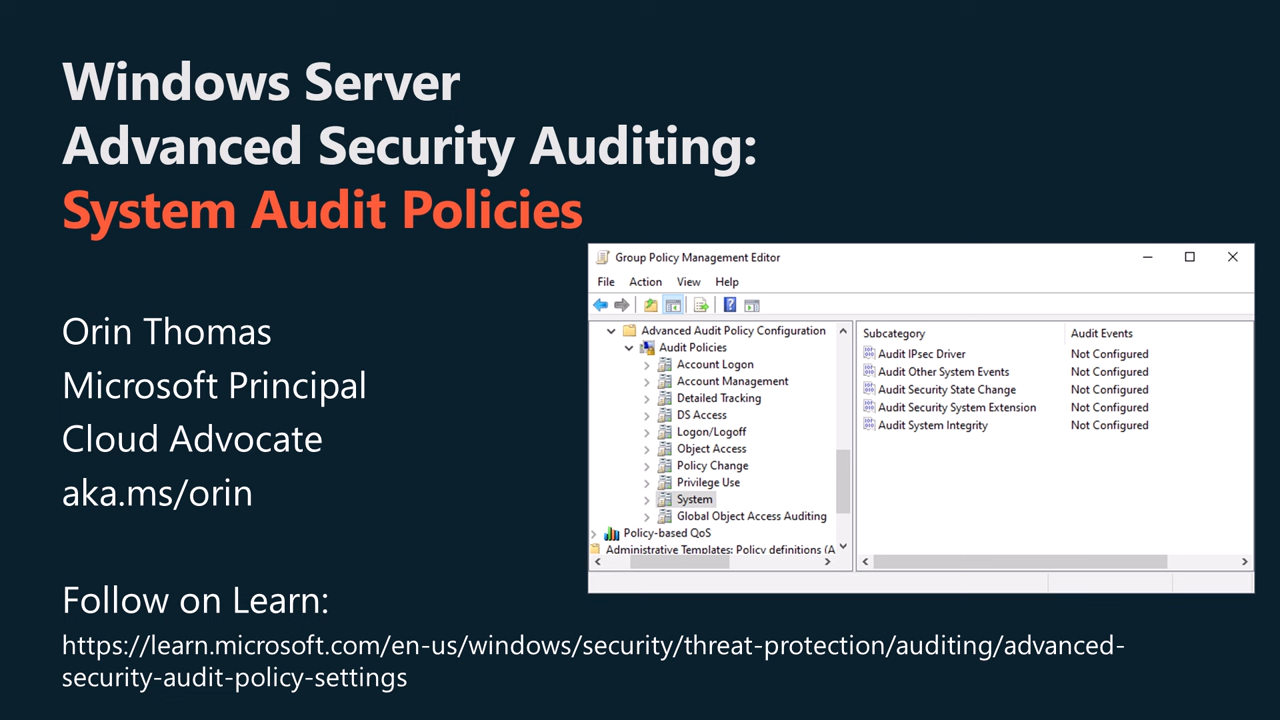 Windows Server
Advanced Security Auditing:
System Audit Policies
Orin Thomas
Microsoft Principal
Cloud Advocate
aka.ms/orin
Follow on Learn:
https://learn.microsoft.com/en-us/windows/security/threat-protection/auditing/advanced-
security-audit-policy-settings
Group Policy Management Editor
File Action View Help
Advanced Audit Policy Configuration
Audit Policies
Account Logon
Account Management
Detailed Tracking
DS Access
Logon/Logoff
Object Access
Policy Change
Privilege Use
System
Global Object Access Auditing
Policy-based QoS
Administrative Templates: Policy definitions (A
Subcategory Audit Events
Audit IPsec Driver Not Configured
Audit Other System Events Not Configured
Audit Security State Change Not Configured
Audit Security System Extension Not Configured
Audit System Integrity Not Configured